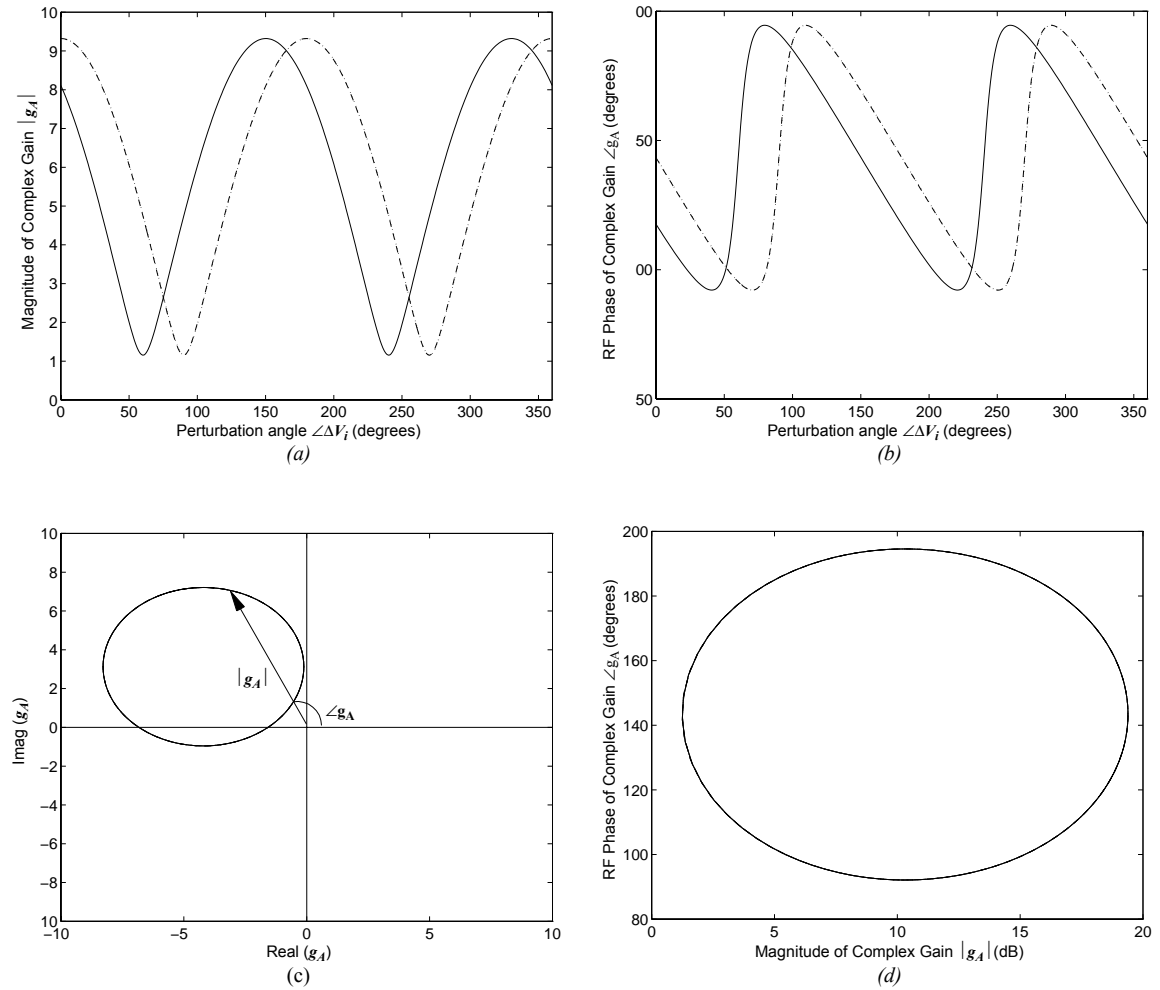 10
9
8
7
6
5
4
3
2
1
0
Magnitude of Complex Gain |gA|
0 50 100 150 200 250 300 350
Perturbation angle ∠ΔVi (degrees)
(a)
00
50
00
50
RF Phase of Complex Gain ∠gA (degrees)
0 50 100 150 200 250 300 350
Perturbation angle ∠ΔVi (degrees)
(b)
10
8
6
4
2
0
−2
−4
−6
−8
10
Imag (gA)
|gA|
∠gA
−10 −5 0 5 10
Real (gA)
(c)
200
180
160
140
120
100
80
RF Phase of Complex Gain ∠gA (degrees)
0 5 10 15 20
Magnitude of Complex Gain |gA| (dB)
(d)